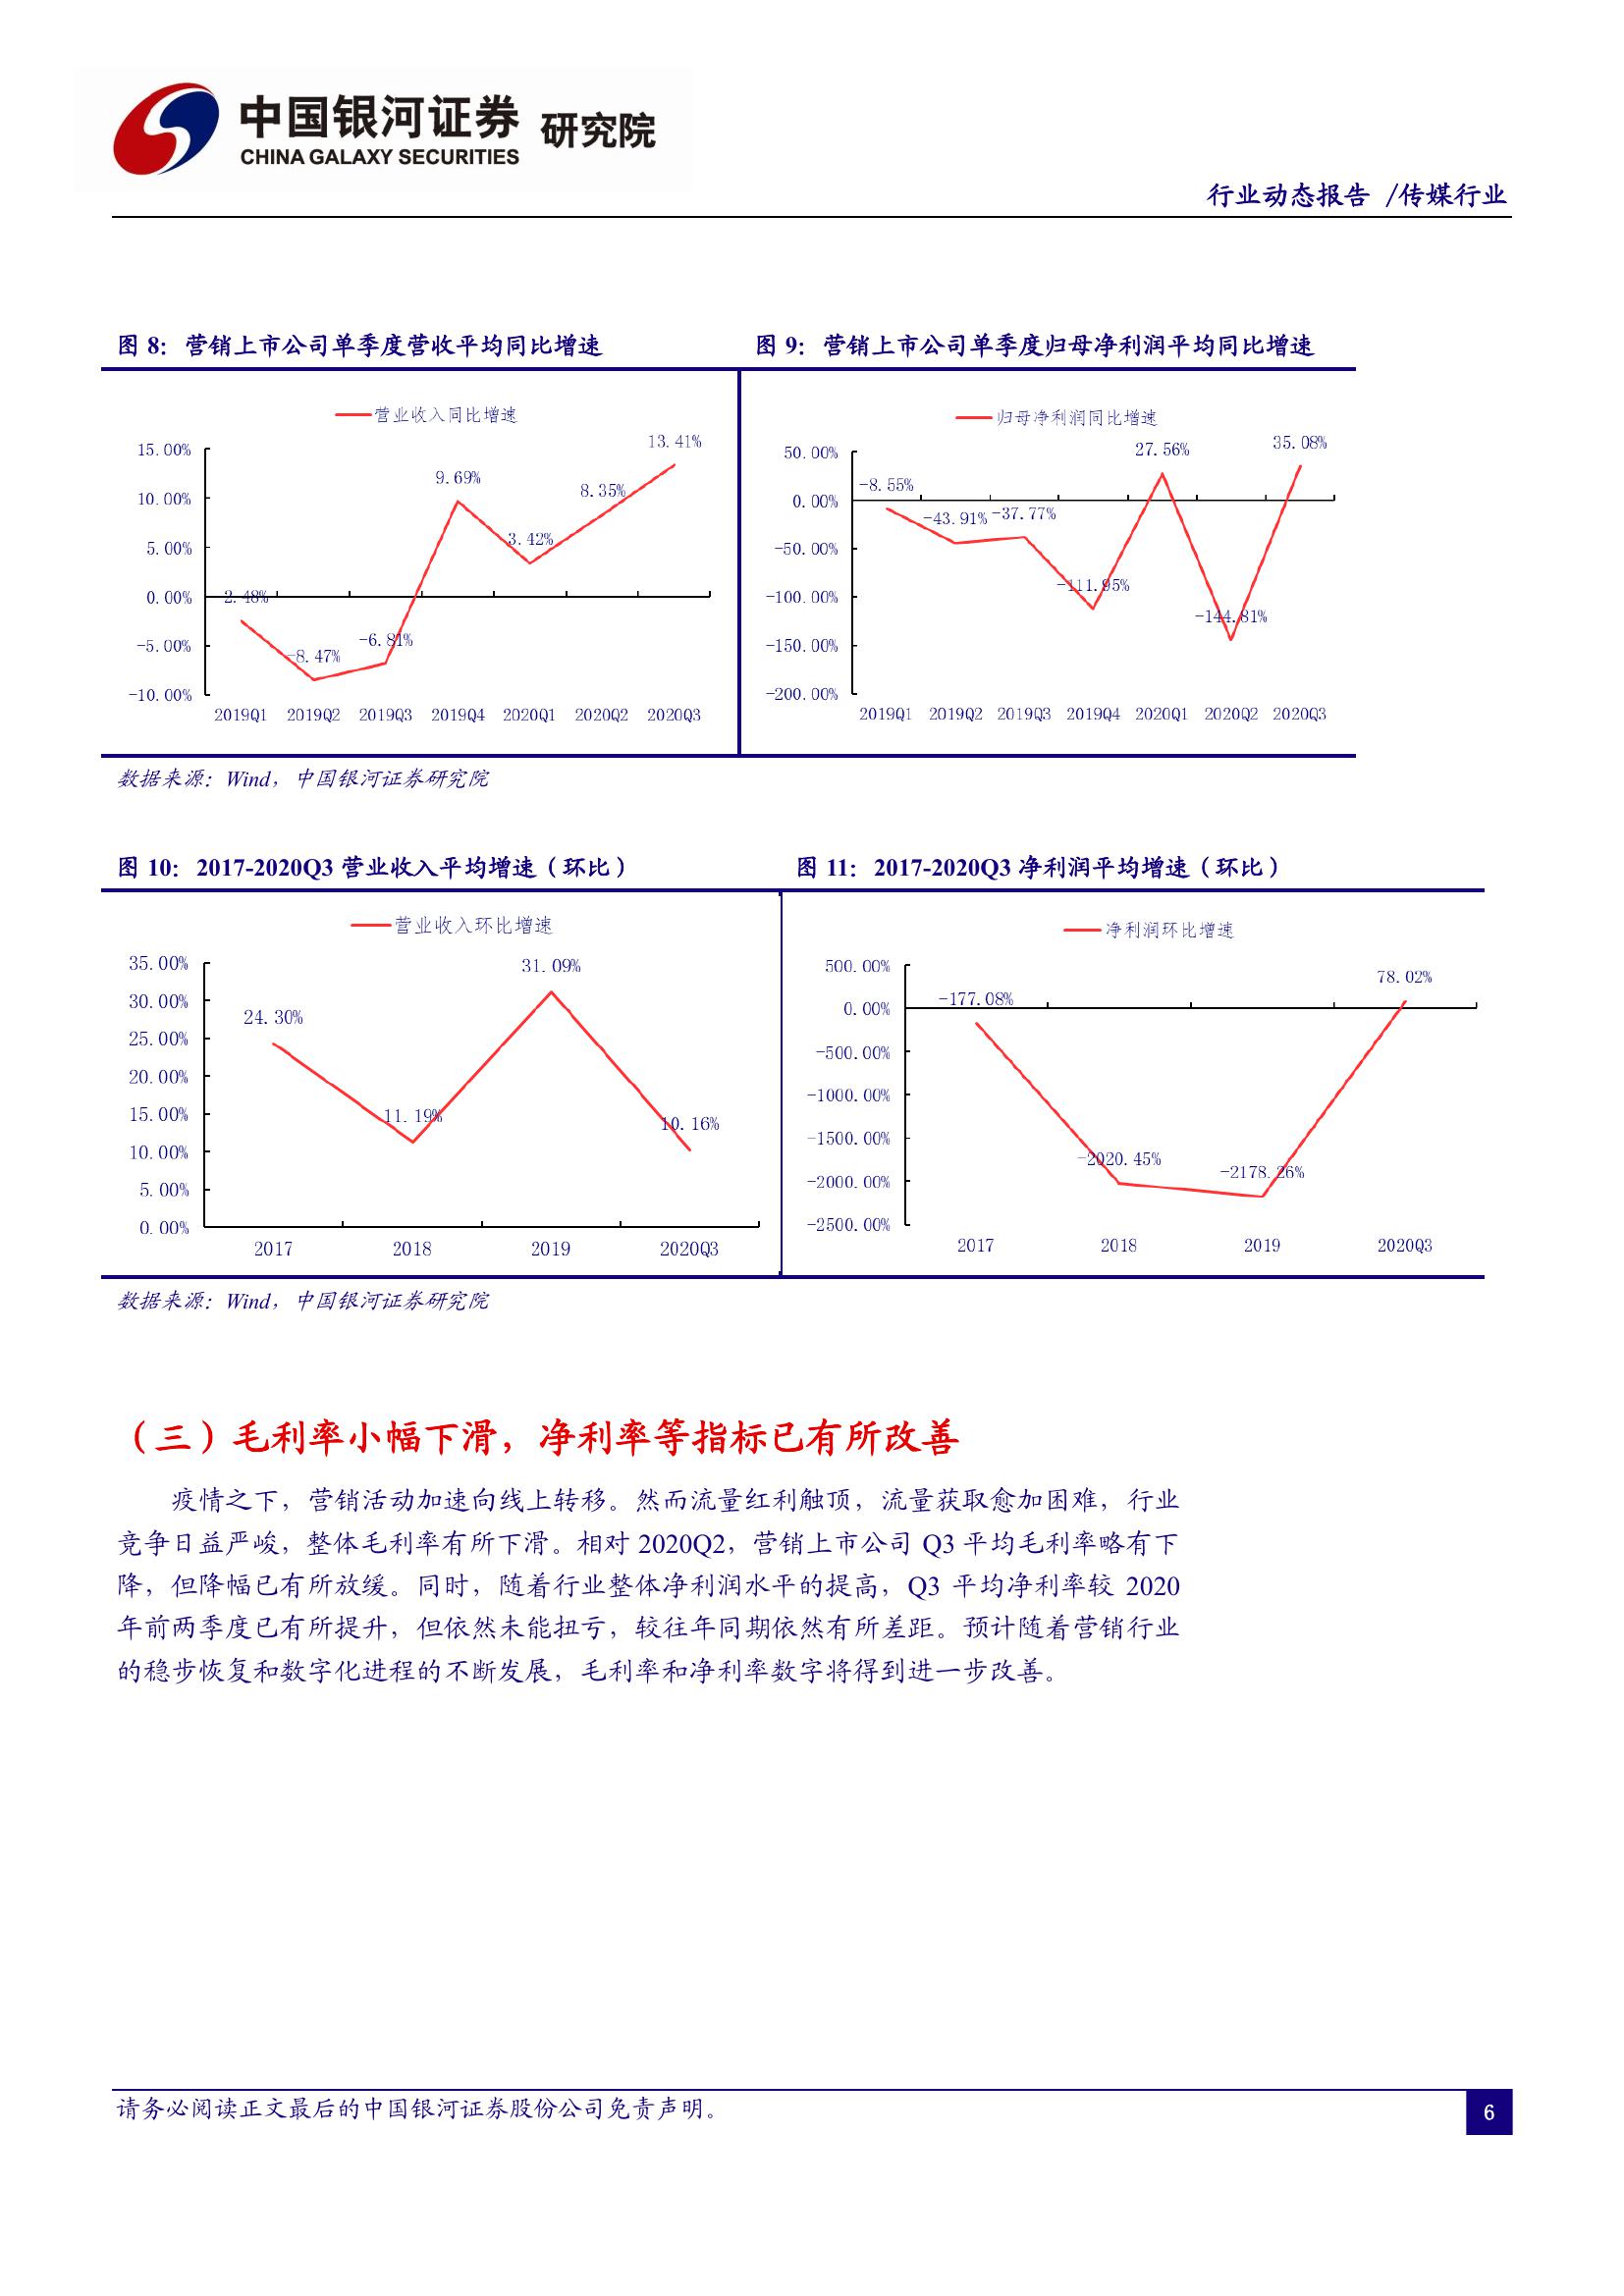 中国银河证券 研究院
CHINA GALAXY SECURITIES
行业动态报告 /传媒行业
图 8：营销上市公司单季度营收平均同比增速
营业收入同比增速
15.00%
10.00%
5.00%
0.00%
-5.00%
-10.00%
-2.48%
-8.47%
-6.81%
9.69%
3.42%
8.35%
13.41%
2019Q1 2019Q2 2019Q3 2019Q4 2020Q1 2020Q2 2020Q3
图 9：营销上市公司单季度归母净利润平均同比增速
归母净利润同比增速
50.00%
0.00%
-50.00%
-100.00%
-150.00%
-200.00%
-8.55%
-43.91%
-37.77%
-111.95%
27.56%
-144.81%
35.08%
2019Q1 2019Q2 2019Q3 2019Q4 2020Q1 2020Q2 2020Q3
数据来源：Wind，中国银河证券研究院
图 10：2017-2020Q3 营业收入平均增速（环比）
营业收入环比增速
35.00%
30.00%
25.00%
20.00%
15.00%
10.00%
5.00%
0.00%
24.30%
11.19%
31.09%
10.16%
2017 2018 2019 2020Q3
图 11：2017-2020Q3 净利润平均增速（环比）
净利润环比增速
500.00%
0.00%
-500.00%
-1000.00%
-1500.00%
-2000.00%
-2500.00%
-177.08%
-2020.45%
-2178.26%
78.02%
2017 2018 2019 2020Q3
数据来源：Wind，中国银河证券研究院
（三）毛利率小幅下滑，净利率等指标已有所改善
疫情之下，营销活动加速向线上转移。然而流量红利触顶，流量获取愈加困难，行业
竞争日益严峻，整体毛利率有所下滑。相对 2020Q2，营销上市公司 Q3 平均毛利率略有下
降，但降幅已有所放缓。同时，随着行业整体净利润水平的提高，Q3 平均净利率较 2020
年前两季度已有所提升，但依然未能扭亏，较往年同期依然有所差距。预计随着营销行业
的稳步恢复和数字化进程的不断发展，毛利率和净利率数字将得到进一步改善。
请务必阅读正文最后的中国银河证券股份公司免责声明。
6